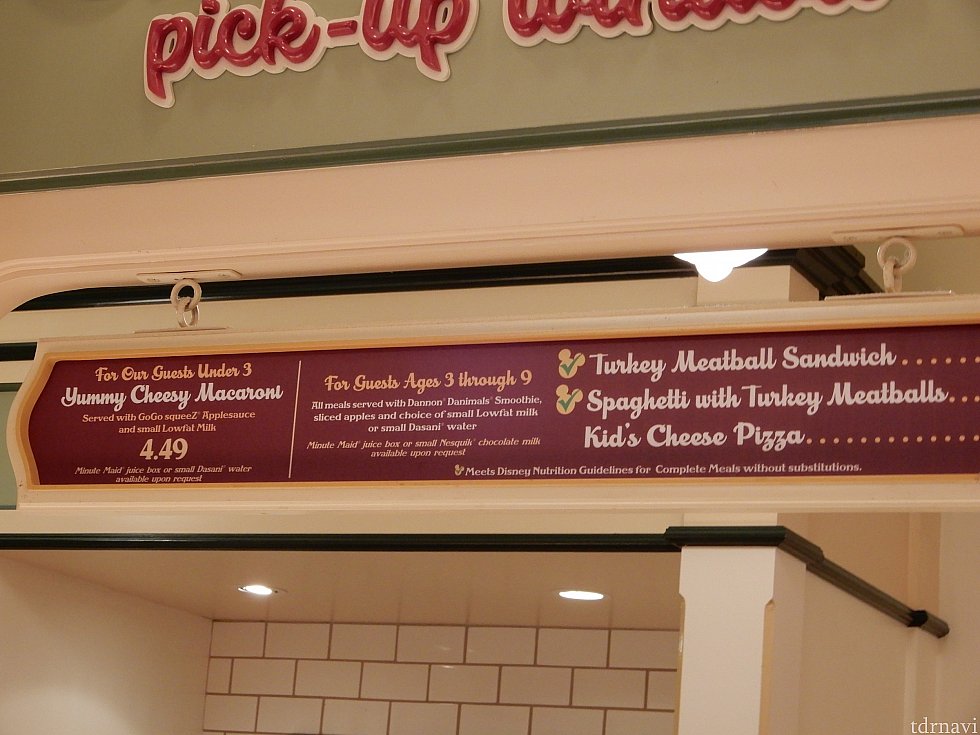 pick-up window
For Our Guests Under 3
Yummy Cheesy Macaroni
Served with GoGo squeeZ® Applesauce
and small Lowfat Milk
4.49
Minute Maid® juice box or small Dasani® water
available upon request
For Guests Ages 3 through 9
All meals served with Dannon® Danimals® Smoothie,
sliced apples and choice of small Lowfat milk
or small Dasani® water
Minute Maid® juice box or small Nesquik® chocolate milk
available upon request
Turkey Meatball Sandwich
Spaghetti with Turkey Meatballs
Kid's Cheese Pizza
Meets Disney Nutrition Guidelines for Complete Meals without substitutions.
tdrnavi